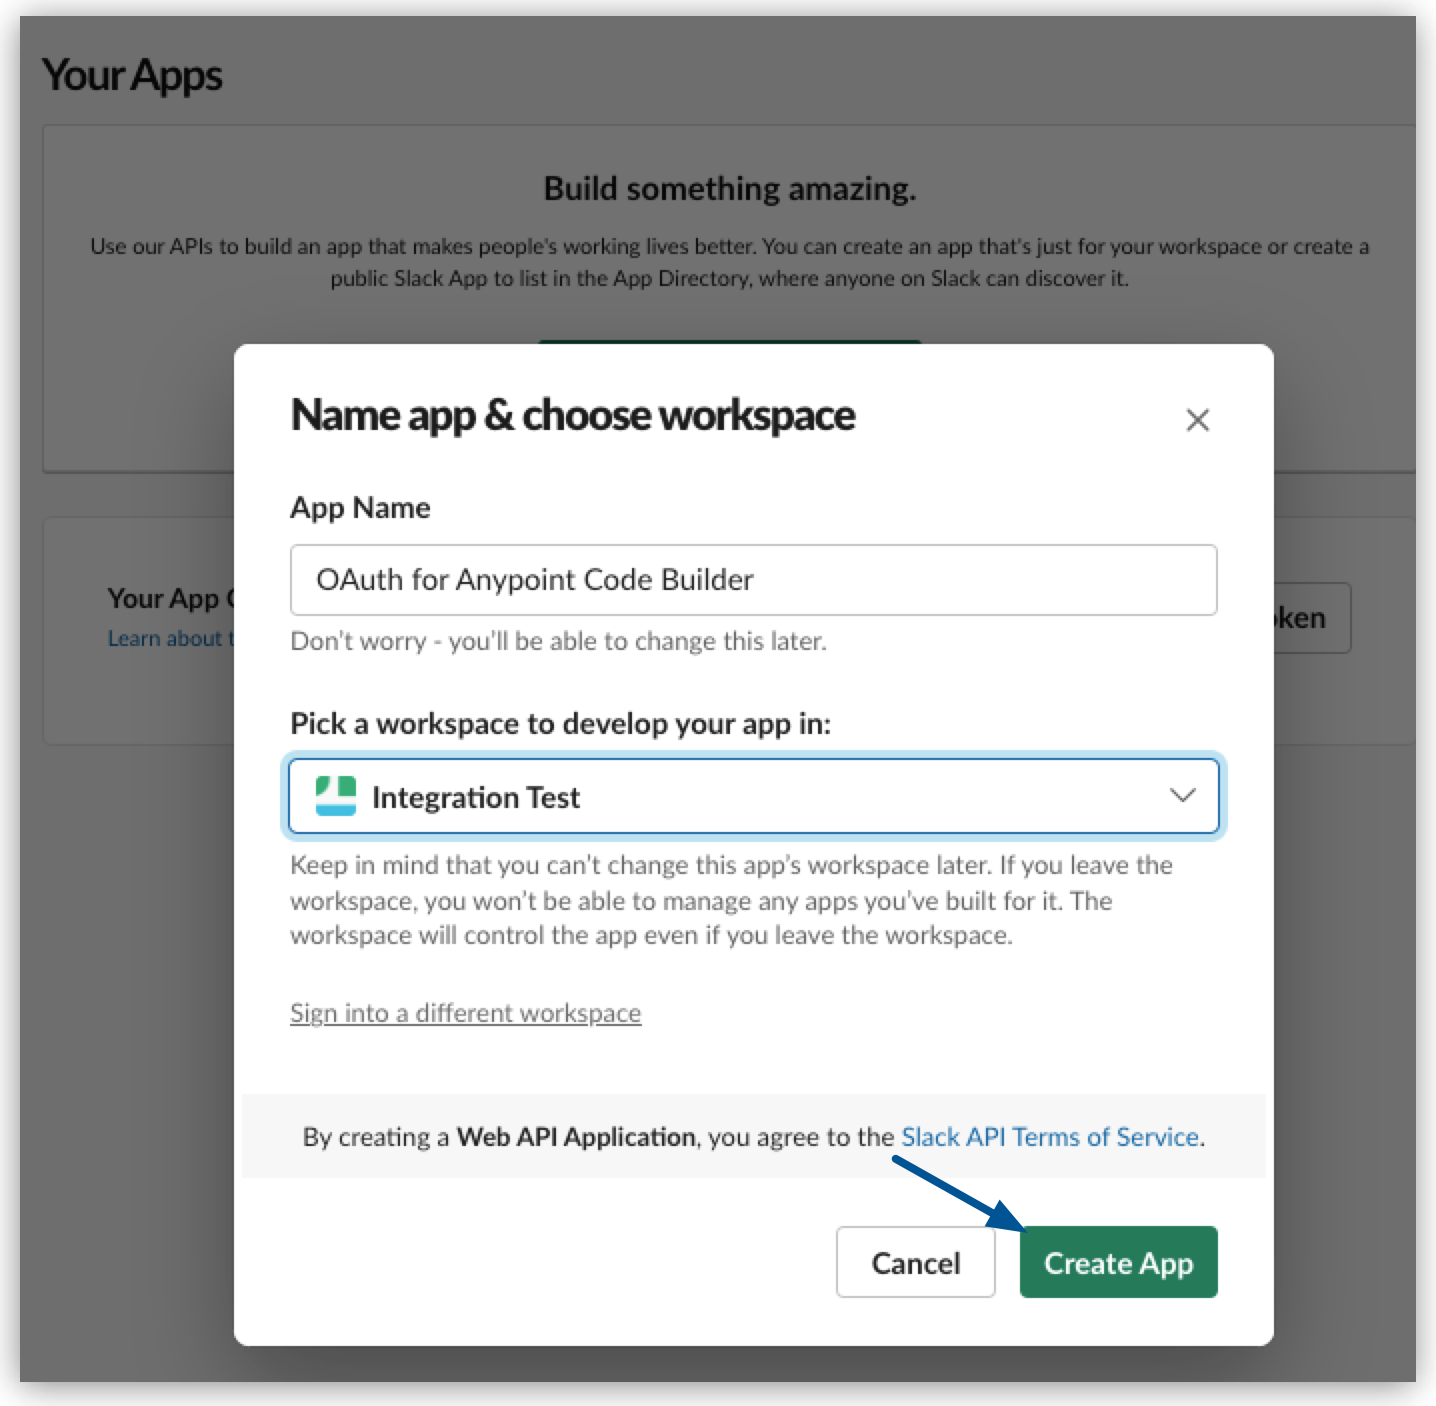 Your Apps
Build something amazing.
Use our APIs to build an app that makes people's working lives better. You can create an app that's just for your workspace or create a
public Slack App to list in the App Directory, where anyone on Slack can discover it.
Name app & choose workspace
App Name
OAuth for Anypoint Code Builder
Don't worry - you'll be able to change this later.
Your App
Learn about
Pick a workspace to develop your app in:
Integration Test
Keep in mind that you can't change this app's workspace later. If you leave the
workspace, you won't be able to manage any apps you've built for it. The
workspace will control the app even if you leave the workspace.
Sign into a different workspace
By creating a Web API Application, you agree to the Slack API Terms of Service.
Cancel
Create App